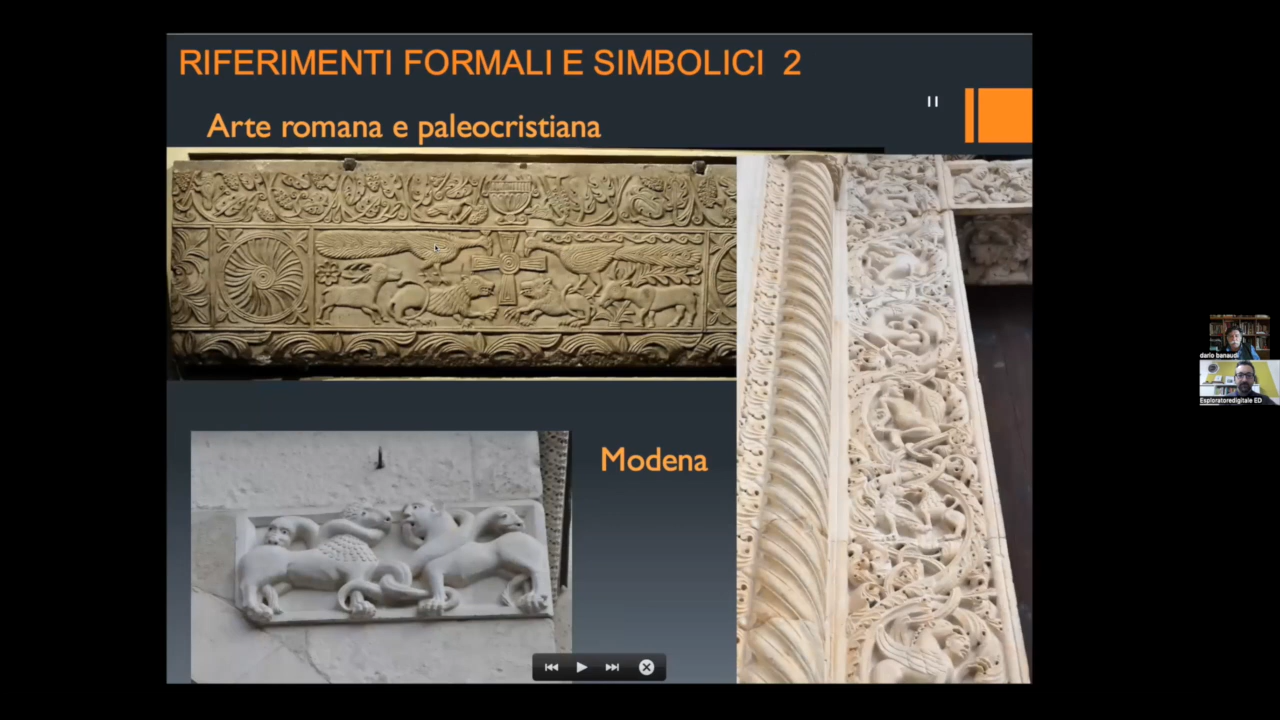 RIFERIMENTI FORMALI E SIMBOLICI 2
Arte romana e paleocristiana
Modena
dario banaudi
Esploratoredigitale ED